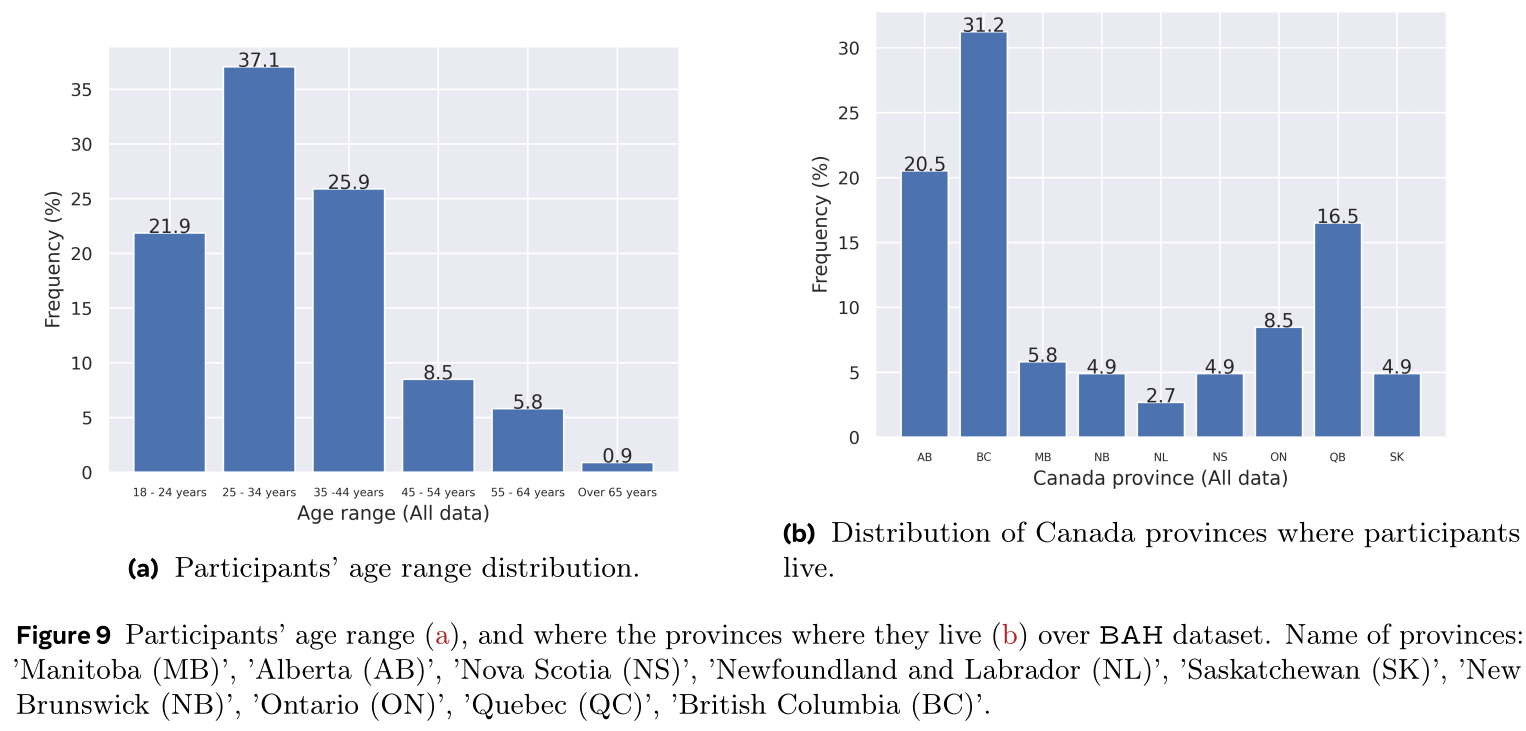 37.1
25.9
21.9
8.5
5.8
0.9
35
30
25
20
15
10
5
0
Frequency (%)
18 - 24 years
25 - 34 years
35 -44 years
45 - 54 years
55 - 64 years
Over 65 years
Age range (All data)
(a) Participants' age range distribution.
31.2
20.5
16.5
8.5
5.8
4.9
2.7
4.9
4.9
30
25
20
15
10
5
0
Frequency (%)
AB
BC
MB
NB
NL
NS
ON
QB
SK
Canada province (All data)
(b) Distribution of Canada provinces where participants
live.
Figure 9 Participants' age range (a), and where the provinces where they live (b) over BAH dataset. Name of provinces:
'Manitoba (MB)', 'Alberta (AB)', 'Nova Scotia (NS)', 'Newfoundland and Labrador (NL)', 'Saskatchewan (SK)', 'New
Brunswick (NB)', 'Ontario (ON)', 'Quebec (QC)', 'British Columbia (BC)'.